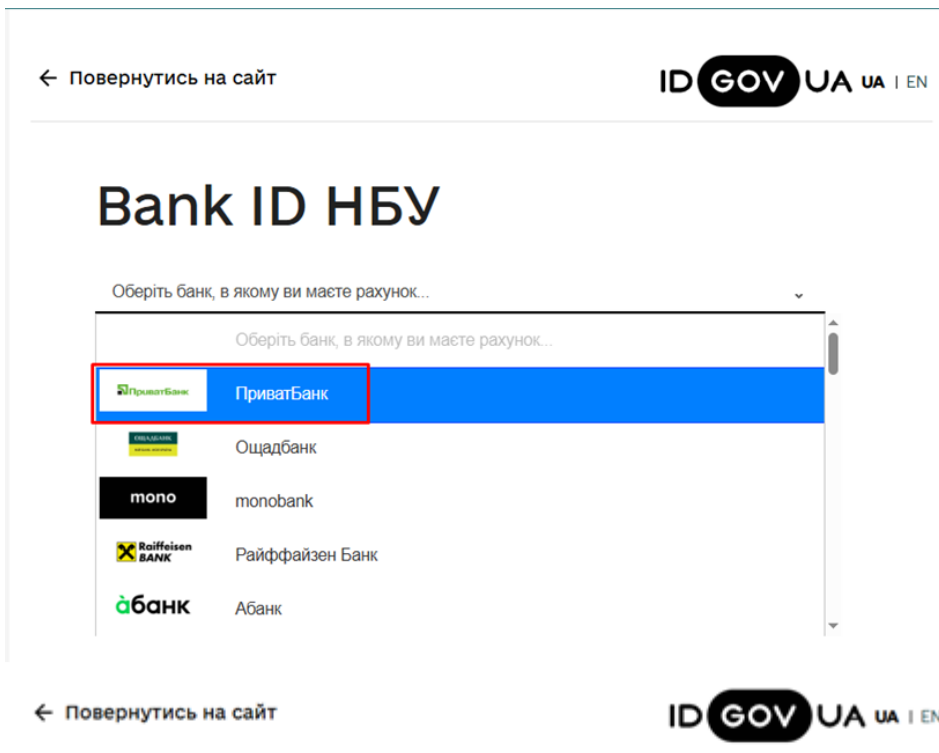 ← Повернутись на сайт
ID GOV UA UA | EN
Bank ID НБУ
Оберіть банк, в якому ви маєте рахунок...
Оберіть банк, в якому ви маєте рахунок...
ПриватБанк ПриватБанк
ОЩАДБАНК Ощадбанк
mono monobank
Raiffeisen BANK Райффайзен Банк
àбанк Абанк
← Повернутись на сайт
ID GOV UA UA | EN